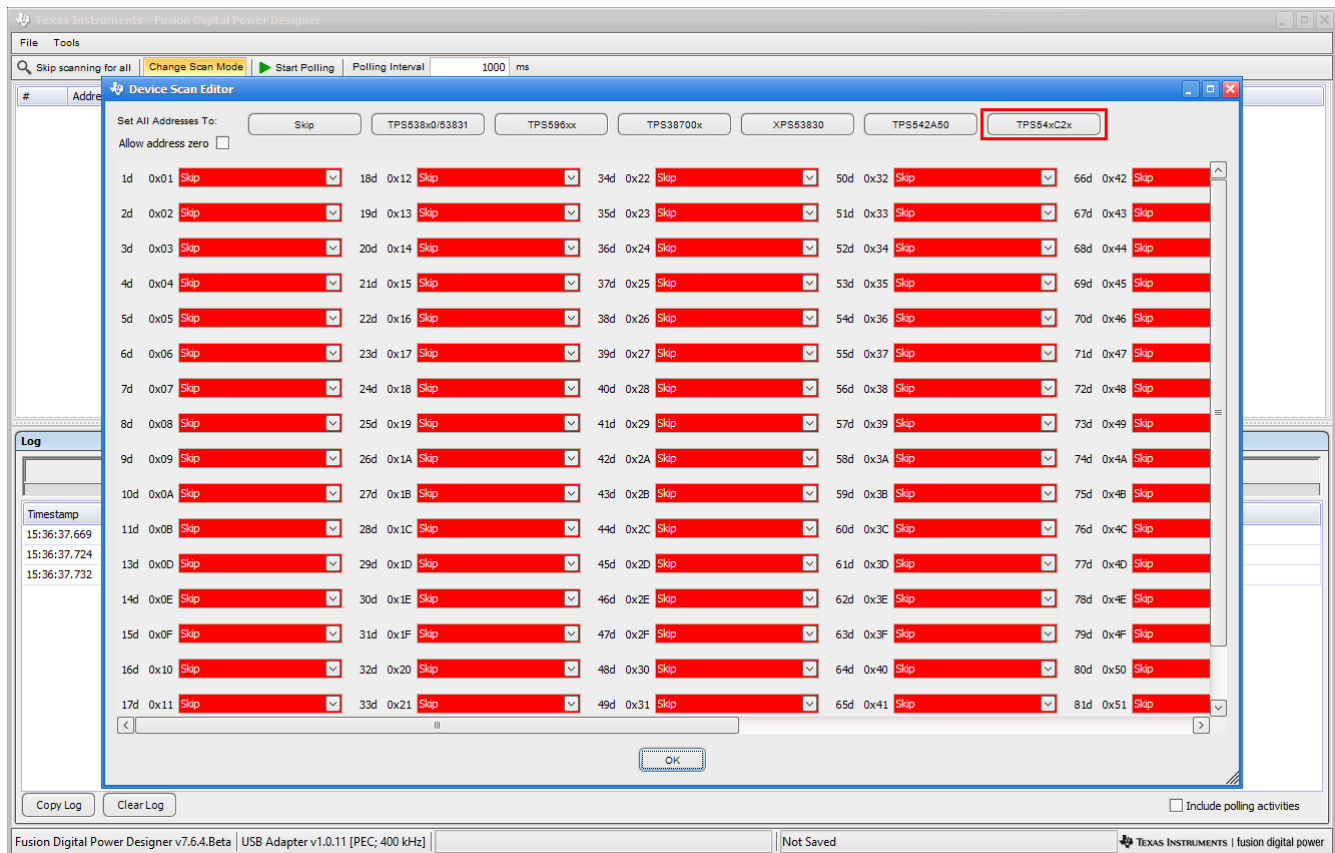 Texas Instruments - Fusion Digital Power Designer
File Tools
Skip scanning for all Change Scan Mode Start Polling Polling Interval 1000 ms
# Addre
Device Scan Editor
Set All Addresses To: Skip TPS538x0/53831 TPS596xx TPS38700x XPS53830 TPS542A50 TPS54xC2x
Allow address zero
1d 0x01 Skip 18d 0x12 Skip 34d 0x22 Skip 50d 0x32 Skip 66d 0x42 Skip
2d 0x02 Skip 19d 0x13 Skip 35d 0x23 Skip 51d 0x33 Skip 67d 0x43 Skip
3d 0x03 Skip 20d 0x14 Skip 36d 0x24 Skip 52d 0x34 Skip 68d 0x44 Skip
4d 0x04 Skip 21d 0x15 Skip 37d 0x25 Skip 53d 0x35 Skip 69d 0x45 Skip
5d 0x05 Skip 22d 0x16 Skip 38d 0x26 Skip 54d 0x36 Skip 70d 0x46 Skip
6d 0x06 Skip 23d 0x17 Skip 39d 0x27 Skip 55d 0x37 Skip 71d 0x47 Skip
7d 0x07 Skip 24d 0x18 Skip 40d 0x28 Skip 56d 0x38 Skip 72d 0x48 Skip
8d 0x08 Skip 25d 0x19 Skip 41d 0x29 Skip 57d 0x39 Skip 73d 0x49 Skip
Log
9d 0x09 Skip 26d 0x1A Skip 42d 0x2A Skip 58d 0x3A Skip 74d 0x4A Skip
10d 0x0A Skip 27d 0x1B Skip 43d 0x2B Skip 59d 0x3B Skip 75d 0x4B Skip
Timestamp
11d 0x0B Skip 28d 0x1C Skip 44d 0x2C Skip 60d 0x3C Skip 76d 0x4C Skip
15:36:37.669
15:36:37.724
13d 0x0D Skip 29d 0x1D Skip 45d 0x2D Skip 61d 0x3D Skip 77d 0x4D Skip
15:36:37.732
14d 0x0E Skip 30d 0x1E Skip 46d 0x2E Skip 62d 0x3E Skip 78d 0x4E Skip
15d 0x0F Skip 31d 0x1F Skip 47d 0x2F Skip 63d 0x3F Skip 79d 0x4F Skip
16d 0x10 Skip 32d 0x20 Skip 48d 0x30 Skip 64d 0x40 Skip 80d 0x50 Skip
17d 0x11 Skip 33d 0x21 Skip 49d 0x31 Skip 65d 0x41 Skip 81d 0x51 Skip
OK
Copy Log Clear Log Include polling activities
Fusion Digital Power Designer v7.6.4.Beta USB Adapter v1.0.11 [PEC; 400 kHz] Not Saved TEXAS INSTRUMENTS | fusion digital power